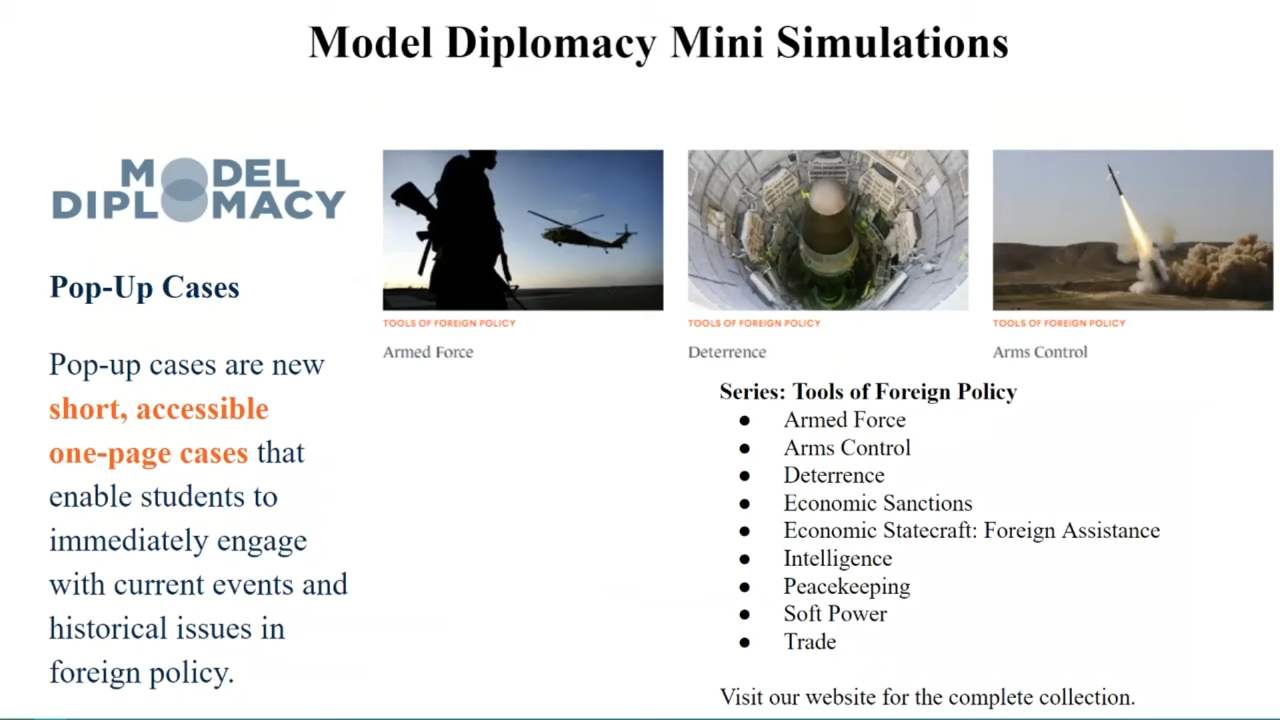 Model Diplomacy Mini Simulations
MODEL
DIPLOMACY
Pop-Up Cases
Pop-up cases are new
short, accessible
one-page cases that
enable students to
immediately engage
with current events and
historical issues in
foreign policy.
TOOLS OF FOREIGN POLICY
Armed Force
TOOLS OF FOREIGN POLICY
Deterrence
TOOLS OF FOREIGN POLICY
Arms Control
Series: Tools of Foreign Policy
● Armed Force
● Arms Control
● Deterrence
● Economic Sanctions
● Economic Statecraft: Foreign Assistance
● Intelligence
● Peacekeeping
● Soft Power
● Trade
Visit our website for the complete collection.